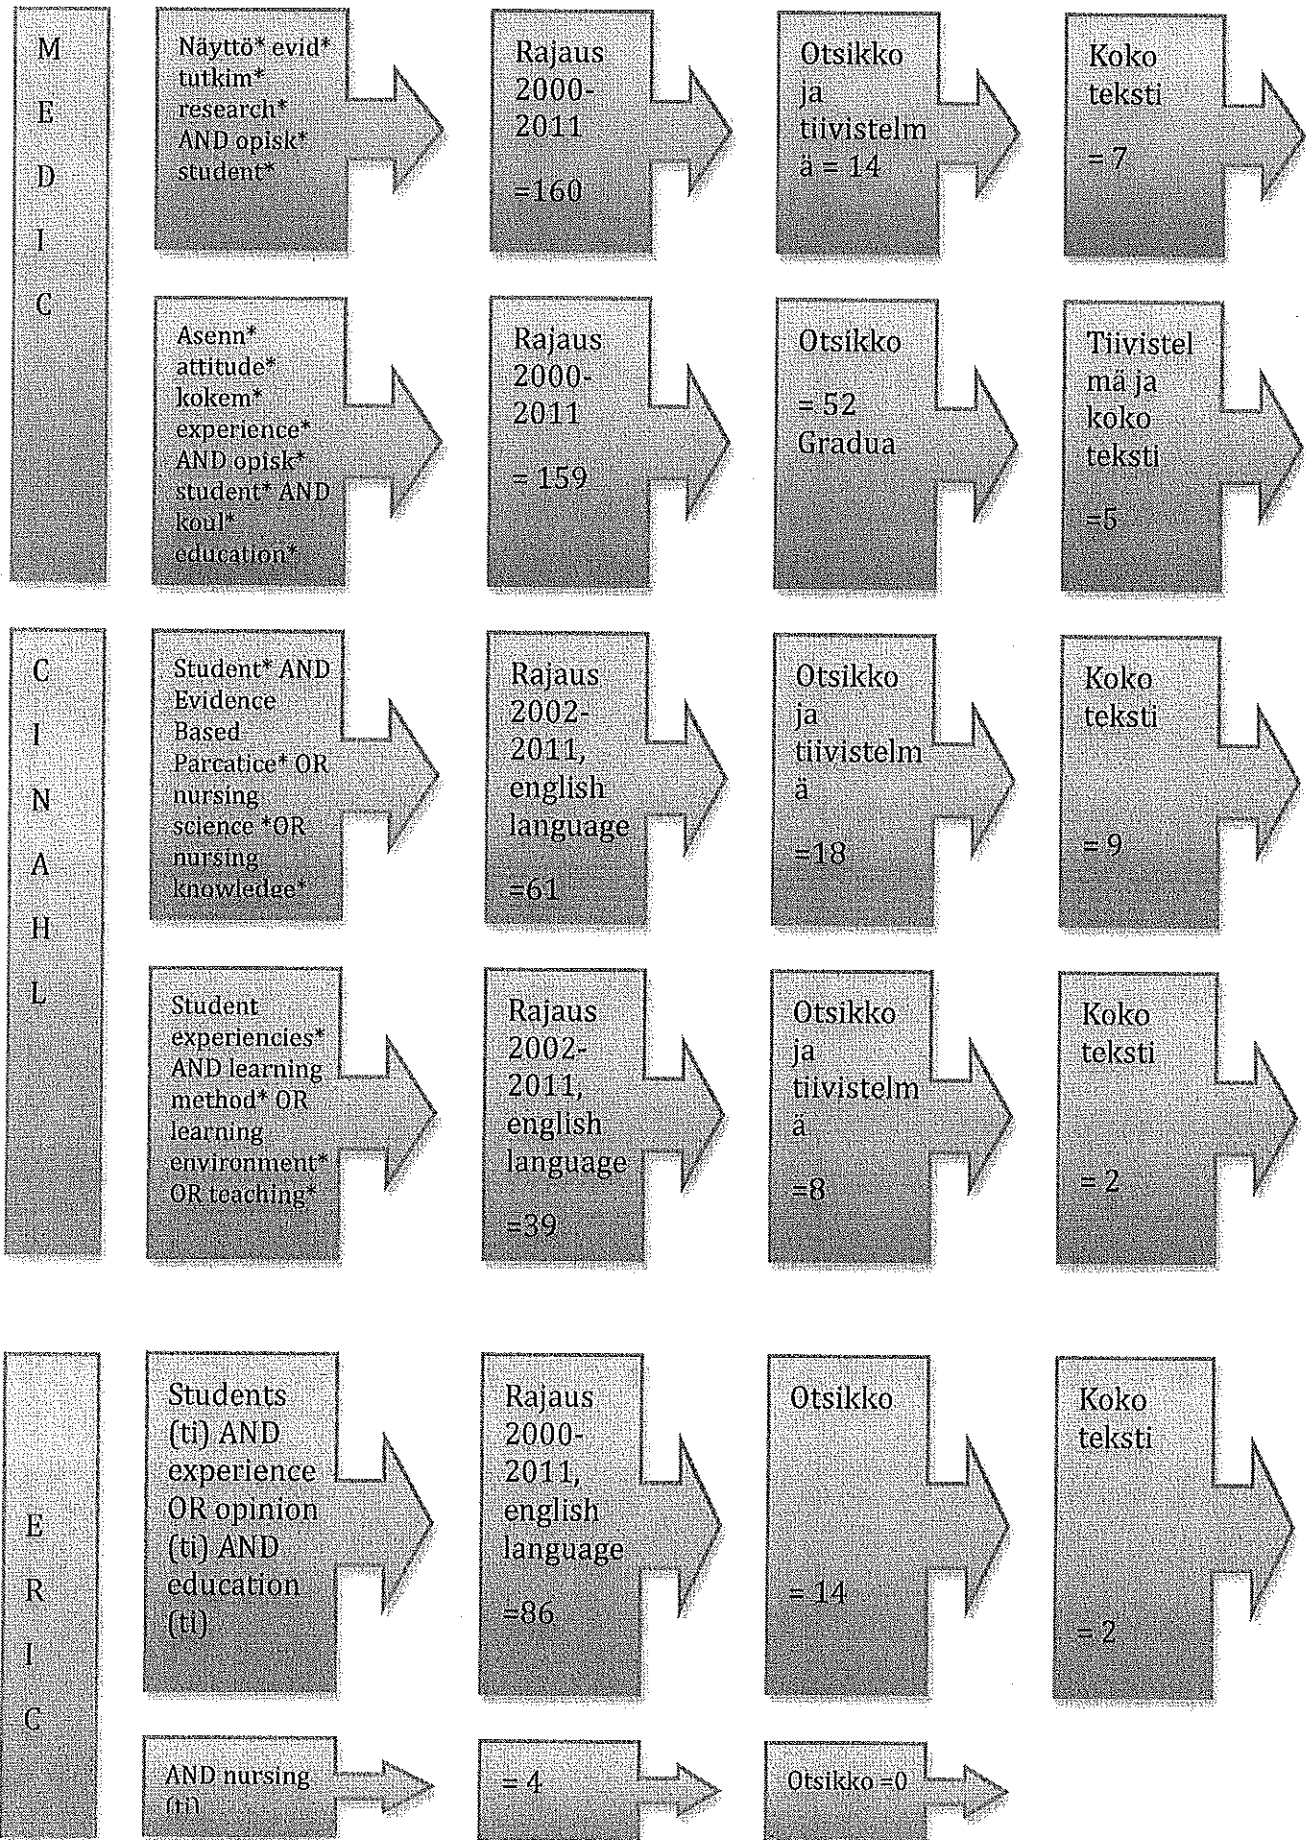 M
E
D
I
C
Näyttö* evid*
tutkim*
research*
AND opisk*
student*
Rajaus
2000-
2011
=160
Otsikko
ja
tiivistelm
ä = 14
Koko
teksti
= 7
Asenn*
attitude*
kokem*
experience*
AND opisk*
student* AND
koul*
education*
Rajaus
2000-
2011
= 159
Otsikko
= 52
Gradua
Tiivistel
mä ja
koko
teksti
=5
C
I
N
A
H
L
Student* AND
Evidence
Based
Parcatice* OR
nursing
science *OR
nursing
knowledge*
Rajaus
2002-
2011,
english
language
=61
Otsikko
ja
tiivistelm
ä
=18
Koko
teksti
= 9
Student
experiencies*
AND learning
method* OR
learning
environment*
OR teaching*
Rajaus
2002-
2011,
english
language
=39
Otsikko
ja
tiivistelm
ä
=8
Koko
teksti
= 2
E
R
I
C
Students
(ti) AND
experience
OR opinion
(ti) AND
education
(ti)
Rajaus
2000-
2011,
english
language
=86
Otsikko
= 14
Koko
teksti
= 2
AND nursing
(ti)
= 4
Otsikko =0